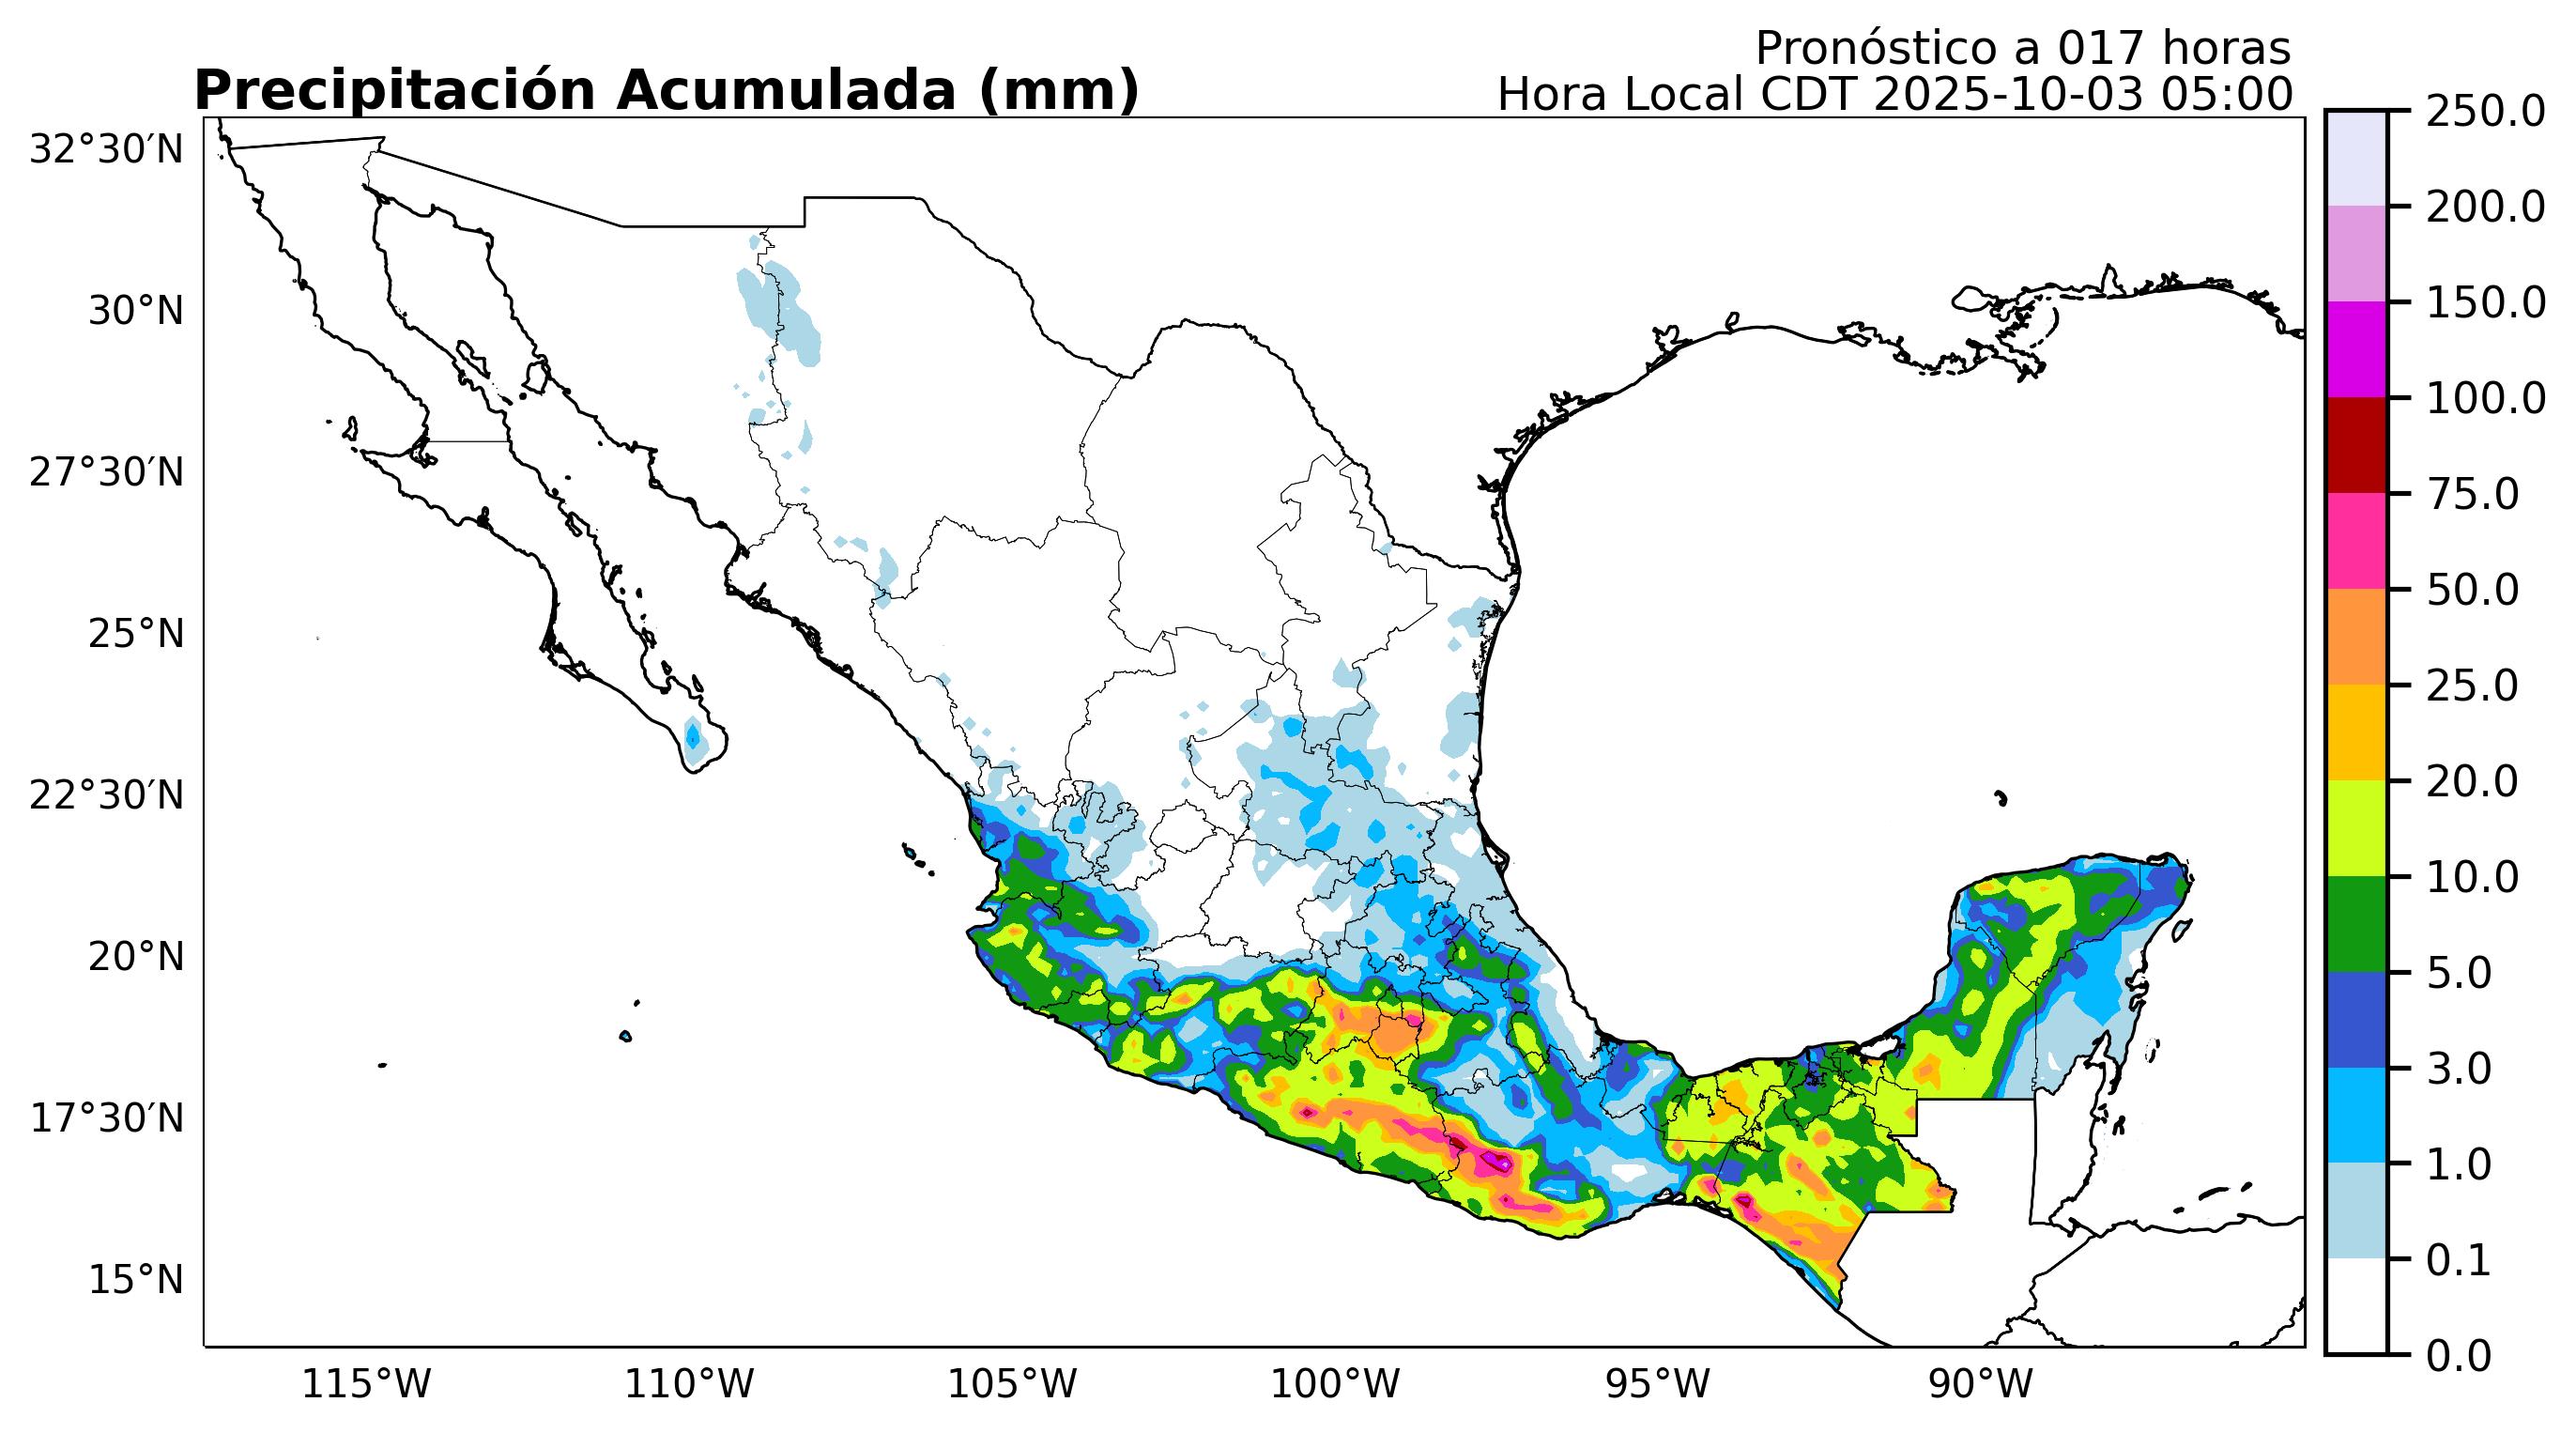 Pronóstico a 017 horas
Precipitación Acumulada (mm)
Hora Local CDT 2025-10-03 05:00
32°30′N
30°N
27°30′N
25°N
22°30′N
20°N
17°30′N
15°N
115°W
110°W
105°W
100°W
95°W
90°W
250.0
200.0
150.0
100.0
75.0
50.0
25.0
20.0
10.0
5.0
3.0
1.0
0.1
0.0